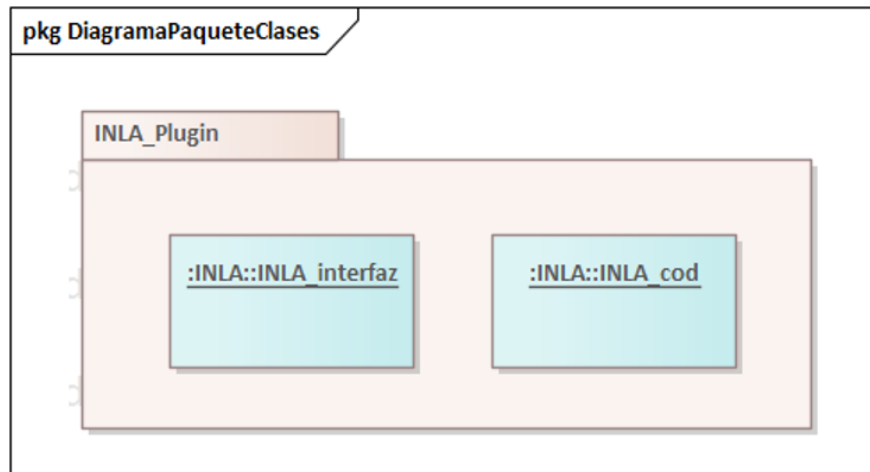 pkg DiagramaPaqueteClases
INLA_Plugin
:INLA::INLA_interfaz
:INLA::INLA_cod